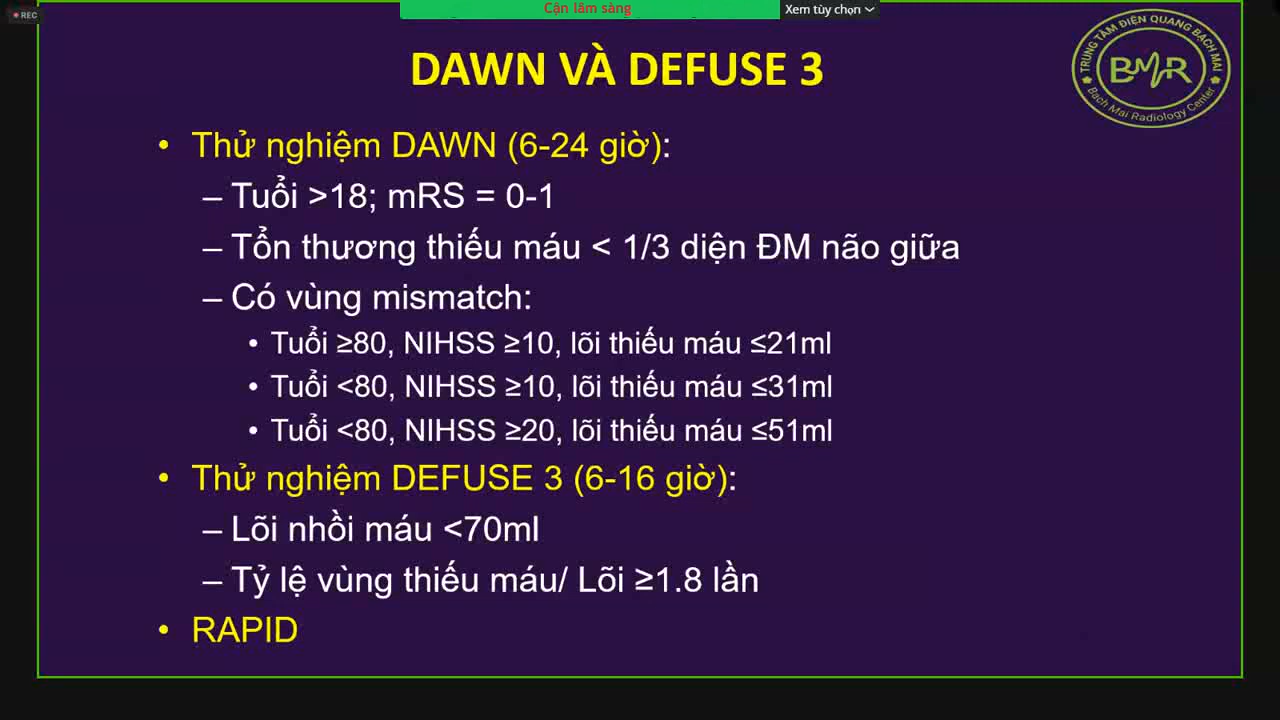 REC
Cận lâm sàng
Xem tùy chọn
DAWN VÀ DEFUSE 3
TRUNG TÂM ĐIỆN QUANG BẠCH MAI
BMR
Bach Mai Radiology Center
• Thử nghiệm DAWN (6-24 giờ):
– Tuổi >18; mRS = 0-1
– Tổn thương thiếu máu < 1/3 diện ĐM não giữa
– Có vùng mismatch:
• Tuổi ≥80, NIHSS ≥10, lõi thiếu máu ≤21ml
• Tuổi <80, NIHSS ≥10, lõi thiếu máu ≤31ml
• Tuổi <80, NIHSS ≥20, lõi thiếu máu ≤51ml
• Thử nghiệm DEFUSE 3 (6-16 giờ):
– Lõi nhồi máu <70ml
– Tỷ lệ vùng thiếu máu/ Lõi ≥1.8 lần
• RAPID